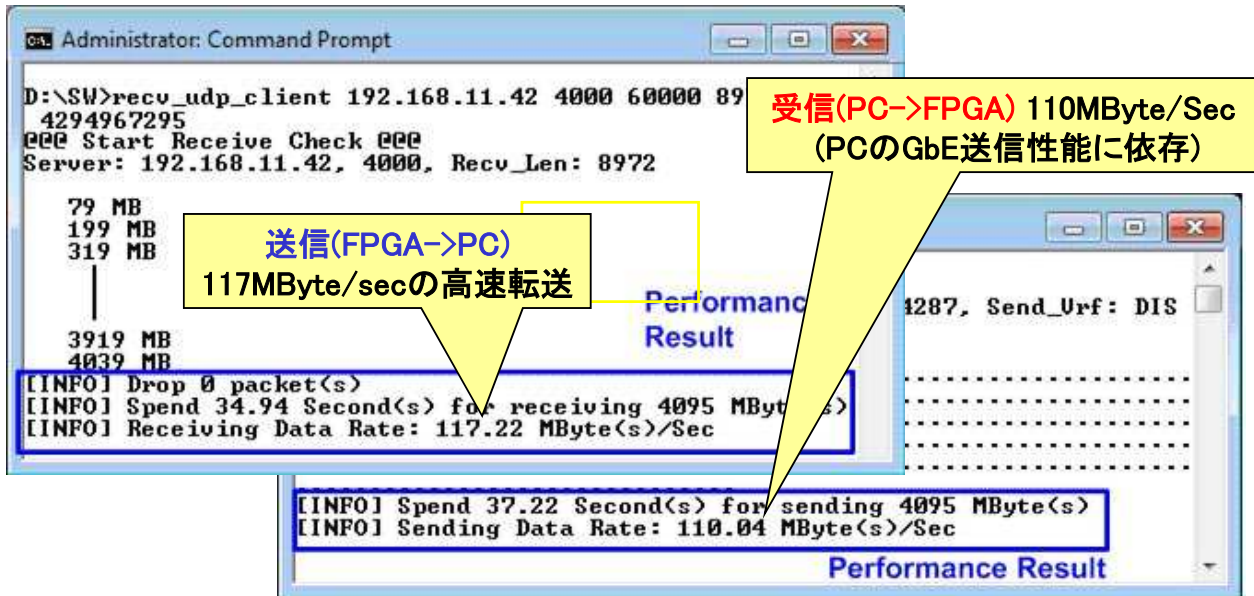 Administrator: Command Prompt
D:\SW>recv_udp_client 192.168.11.42 4000 60000 89
4294967295
@@@ Start Receive Check @@@
Server: 192.168.11.42, 4000, Recv_Len: 8972
79 MB
199 MB
319 MB
3919 MB
4039 MB
[INFO] Drop 0 packet(s)
[INFO] Spend 34.94 Second(s) for receiving 4095 MByt s)
[INFO] Receiving Data Rate: 117.22 MByte(s)/Sec
送信(FPGA->PC)
117MByte/secの高速転送
Performanc
Result
受信(PC->FPGA) 110MByte/Sec
(PCのGbE送信性能に依存)
4287, Send_Vrf: DIS
[INFO] Spend 37.22 Second(s) for sending 4095 MByte(s)
[INFO] Sending Data Rate: 110.04 MByte(s)/Sec
Performance Result